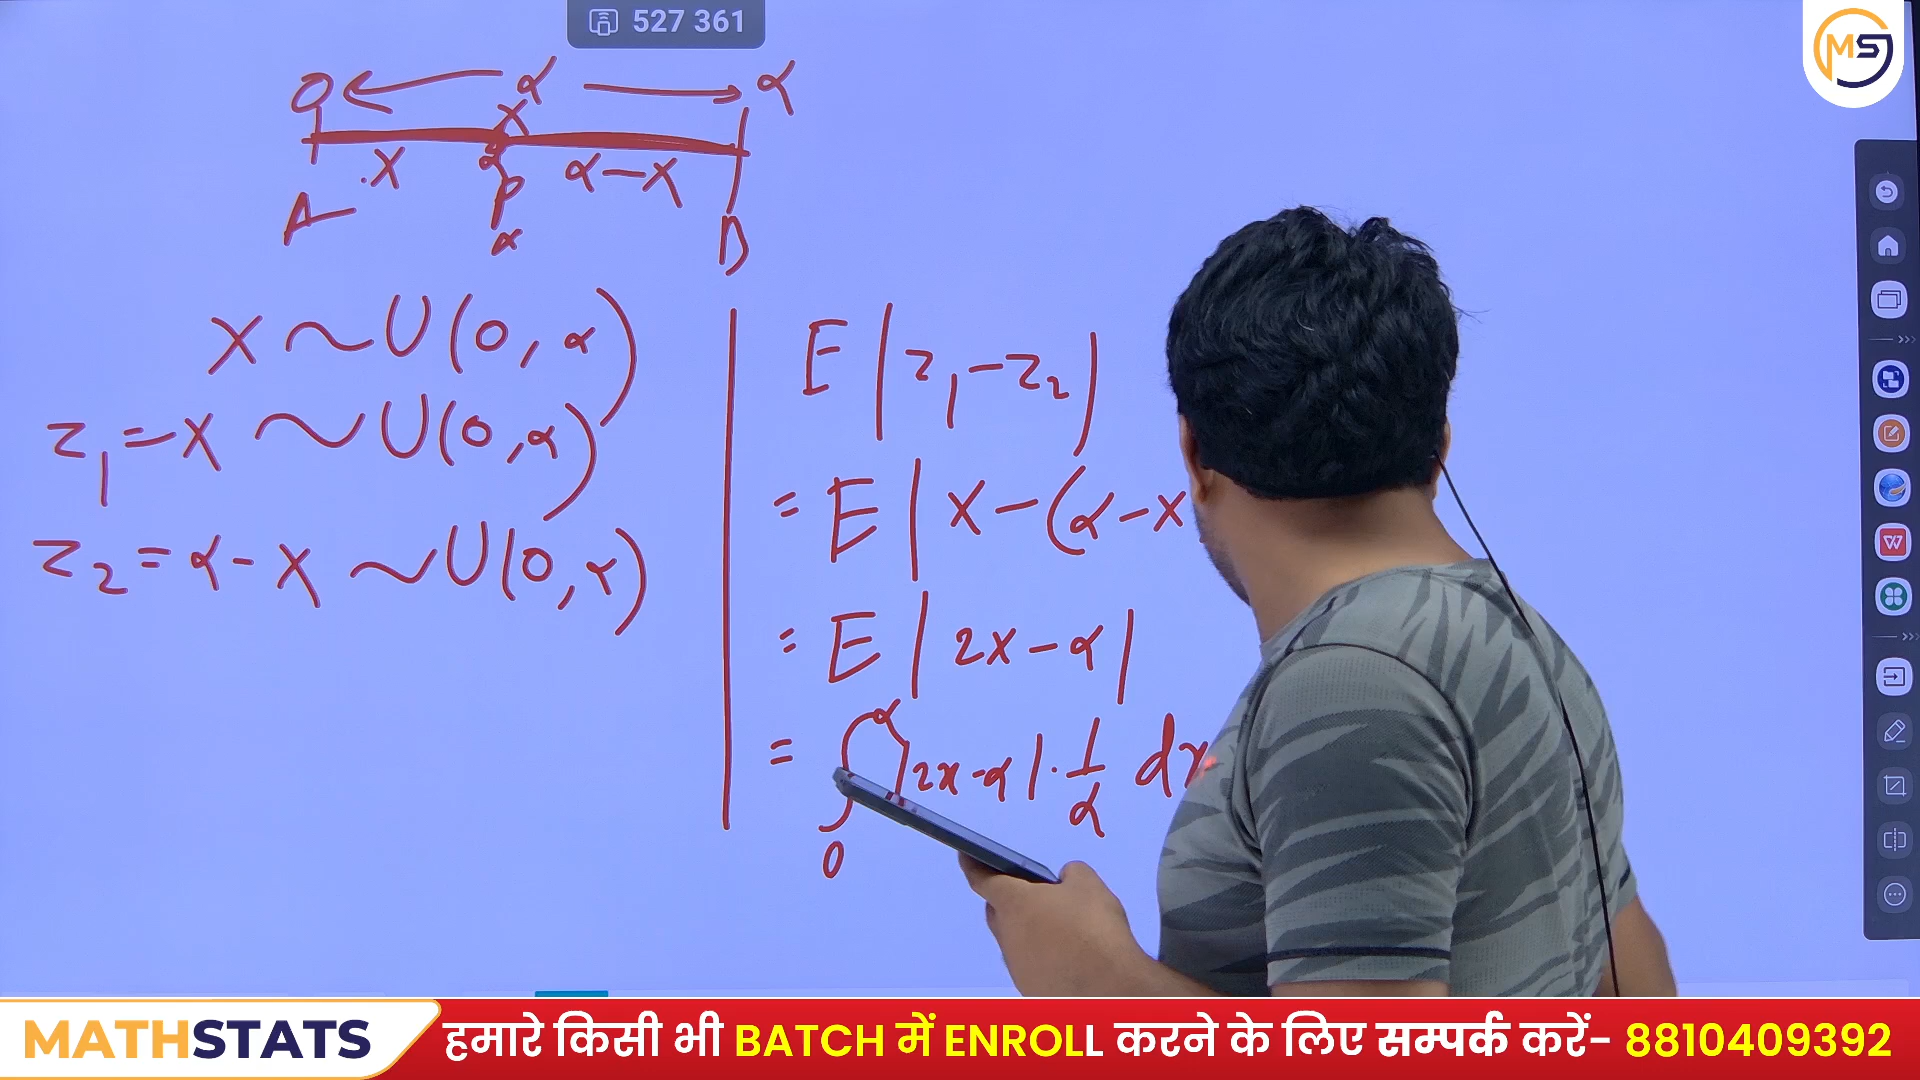 527 361
MS
0 ← α → α
x
x α α-x
A P B
α
X ~ U(0, α)
z₁ = X ~ U(0, α)
z₂ = α - X ~ U(0, α)
E|z₁ - z₂|
= E|X - (α - X
= E|2X - α|
= ∫₀^α |2x - α| · 1/α dx
MATHSTATS
हमारे किसी भी BATCH में ENROLL करने के लिए सम्पर्क करें- 8810409392